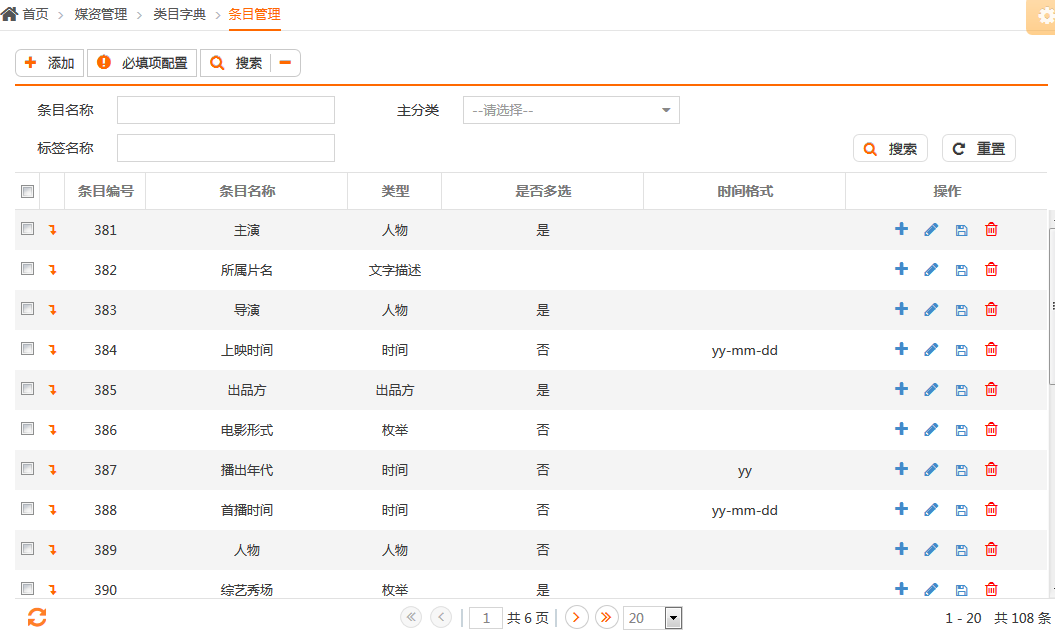 首页 媒资管理 类目字典 条目管理
添加 必填项配置 搜索
条目名称 主分类 --请选择--
标签名称 搜索 重置
条目编号 条目名称 类型 是否多选 时间格式 操作
381 主演 人物 是
382 所属片名 文字描述
383 导演 人物 是
384 上映时间 时间 否 yy-mm-dd
385 出品方 出品方 是
386 电影形式 枚举 否
387 播出年代 时间 否 yy
388 首播时间 时间 否 yy-mm-dd
389 人物 人物 否
390 综艺秀场 枚举 是
1 共 6 页 20 1 - 20 共 108 条